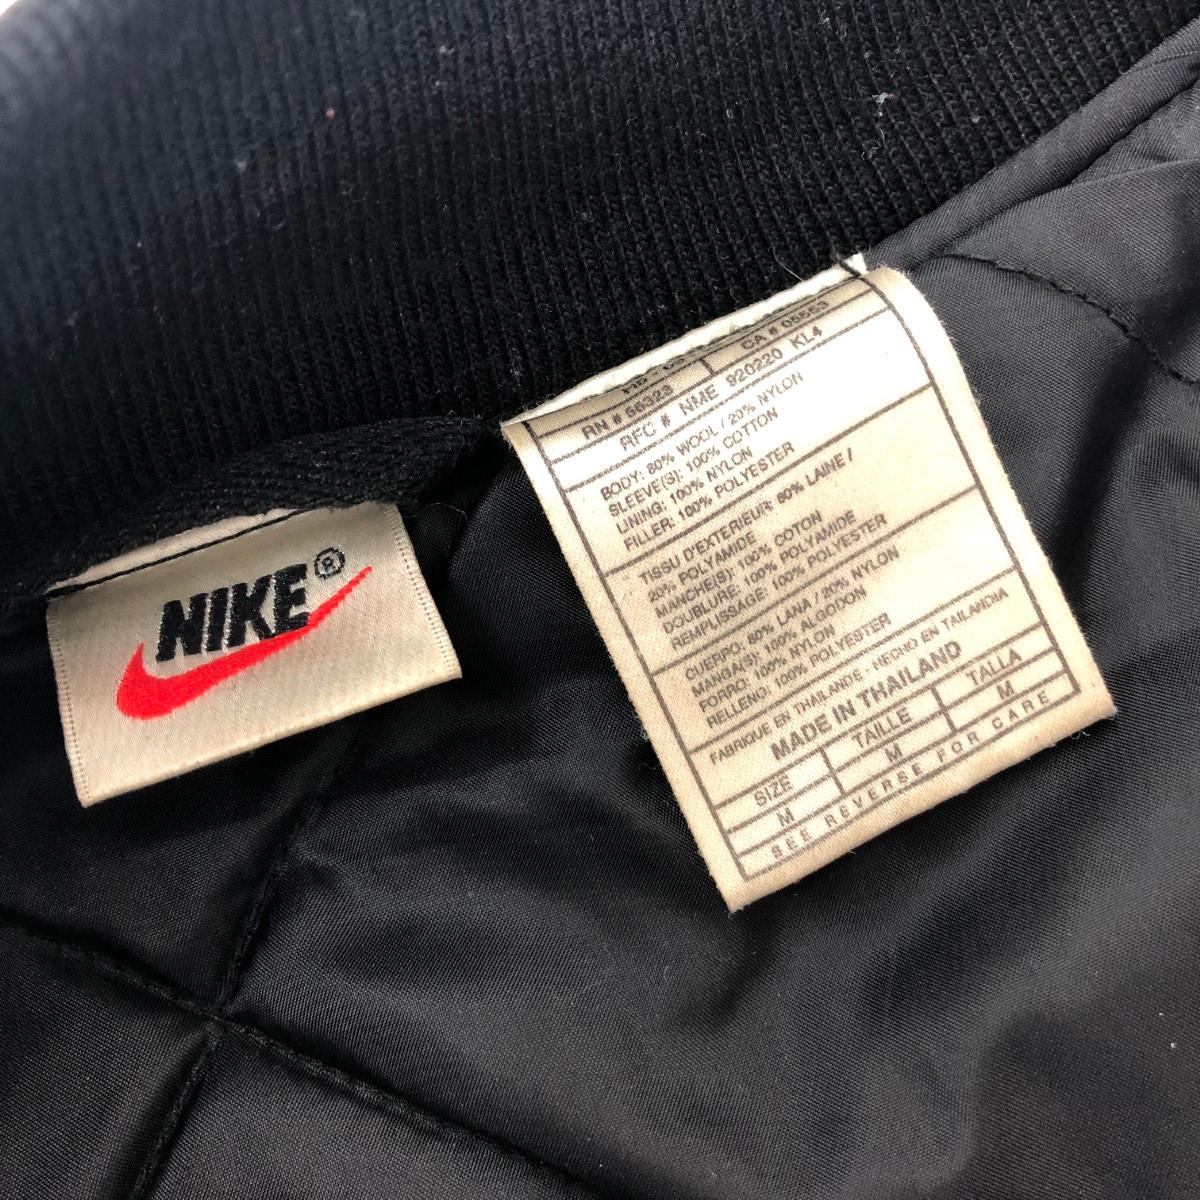 NIKE®
CA # 05553
RN # 56323
RFC # NME 920220 KL4
BODY: 80% WOOL / 20% NYLON
SLEEVE(S): 100% COTTON
LINING: 100% NYLON
FILLER: 100% POLYESTER
TISSU D'EXTERIEUR: 80% LAINE /
20% POLYAMIDE
MANCHE(S): 100% COTON
DOUBLURE: 100% POLYAMIDE
REMPLISSAGE: 100% POLYESTER
CUERPO: 80% LANA / 20% NYLON
MANGA(S): 100% ALGODON
FORRO: 100% NYLON
RELLENO: 100% POLYESTER
FABRIQUE EN THAILANDE - HECHO EN TAILANDIA
MADE IN THAILAND
SIZE TAILLE TALLA
M M M
SEE REVERSE FOR CARE